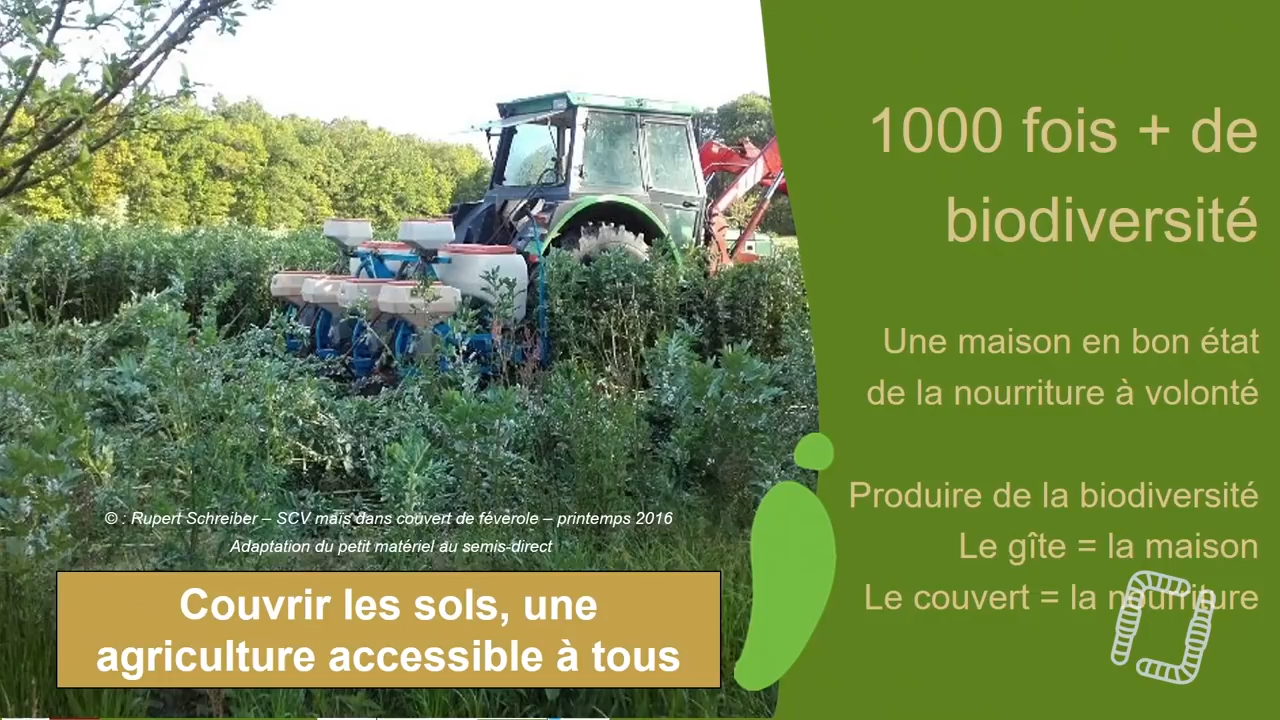 1000 fois + de
biodiversité
Une maison en bon état
de la nourriture à volonté
Produire de la biodiversité
Le gîte = la maison
Le couvert = la nourriture
© : Rupert Schreiber – SCV maïs dans couvert de féverole – printemps 2016
Adaptation du petit matériel au semis-direct
Couvrir les sols, une
agriculture accessible à tous